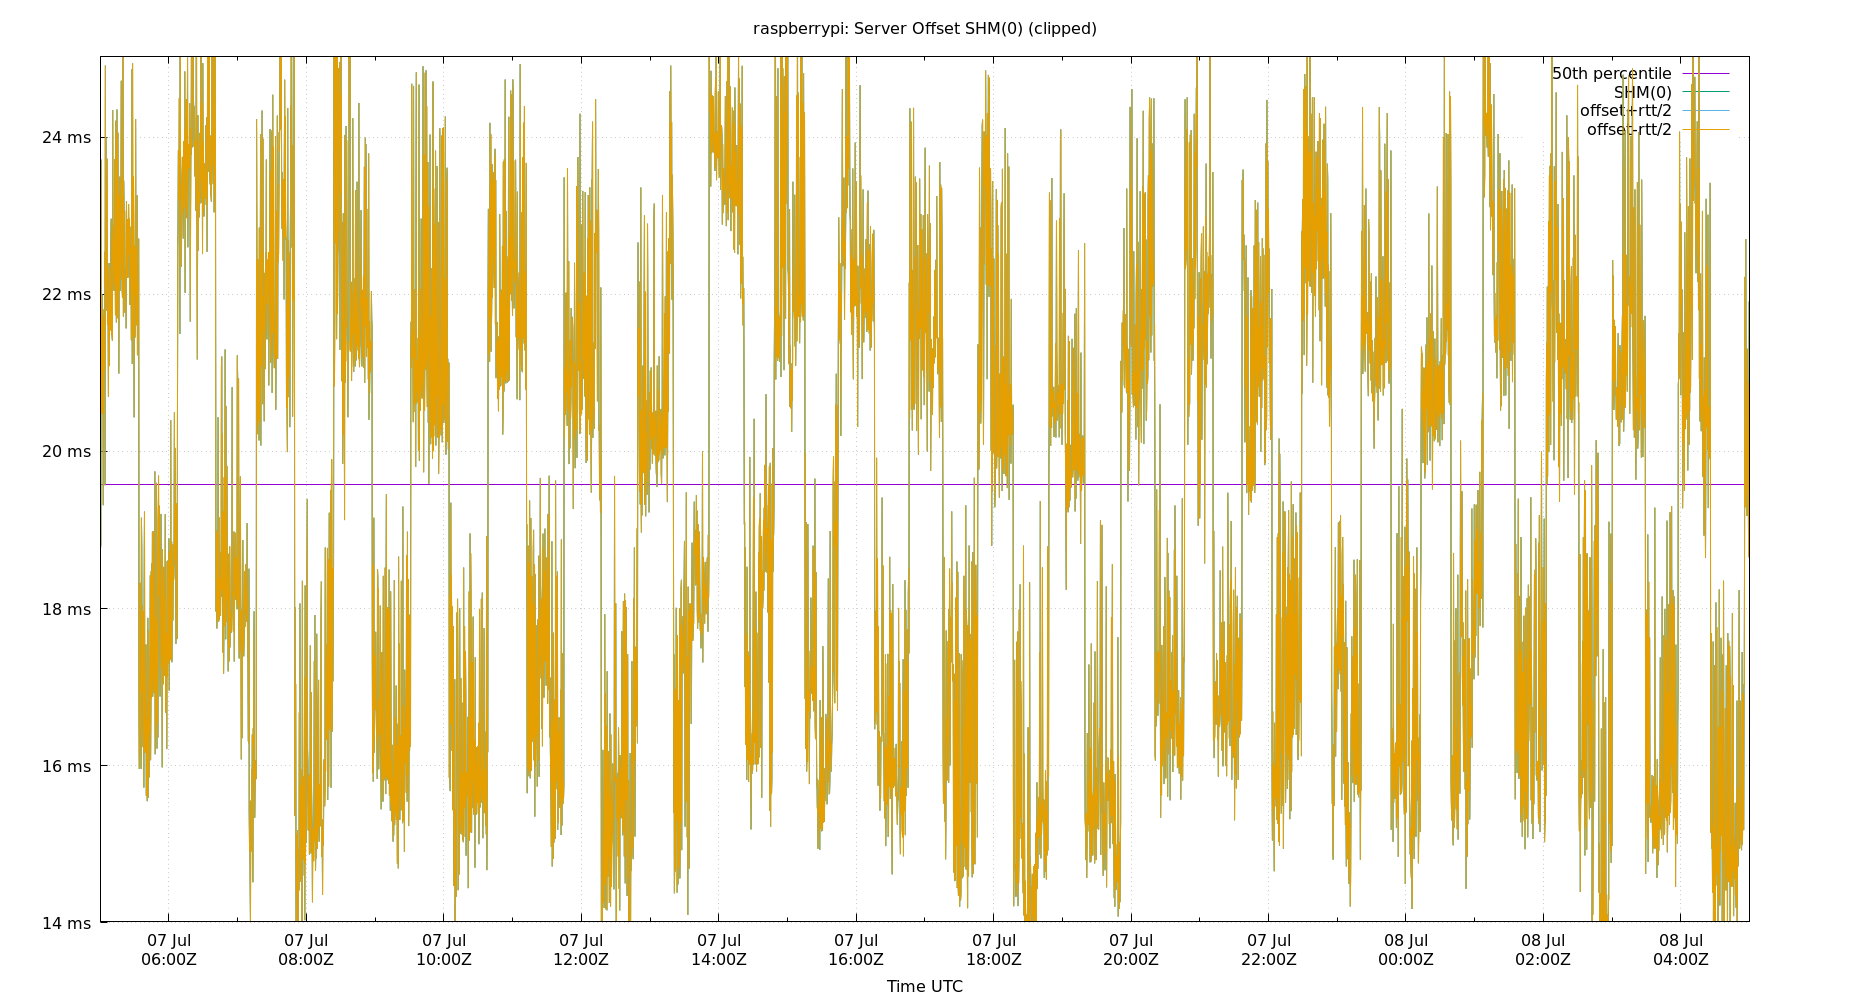 raspberrypi: Server Offset SHM(0) (clipped)
50th percentile
SHM(0)
offset+rtt/2
offset-rtt/2
24 ms
22 ms
20 ms
18 ms
16 ms
14 ms
07 Jul 07 Jul 07 Jul 07 Jul 07 Jul 07 Jul 07 Jul 07 Jul 07 Jul 08 Jul 08 Jul 08 Jul
06:00Z 08:00Z 10:00Z 12:00Z 14:00Z 16:00Z 18:00Z 20:00Z 22:00Z 00:00Z 02:00Z 04:00Z
Time UTC